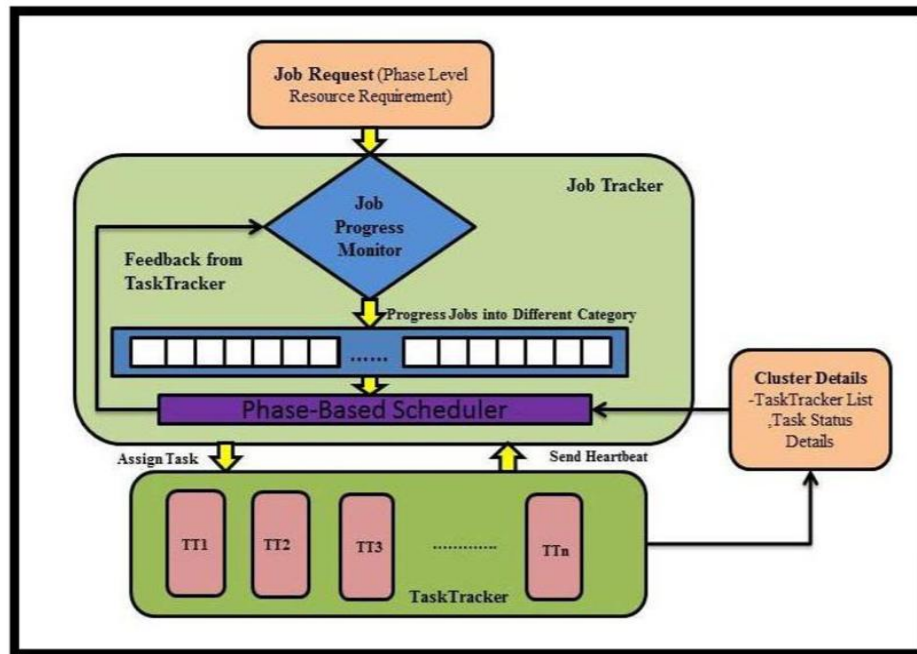 Job Request (Phase Level
Resource Requirement)
Job Tracker
Job
Progress
Monitor
Feedback from
TaskTracker
Progress Jobs into Different Category
......
Phase-Based Scheduler
Cluster Details
-TaskTracker List
,Task Status
Details
Assign Task
Send Heartbeat
TT1
TT2
TT3
.............
TTn
TaskTracker